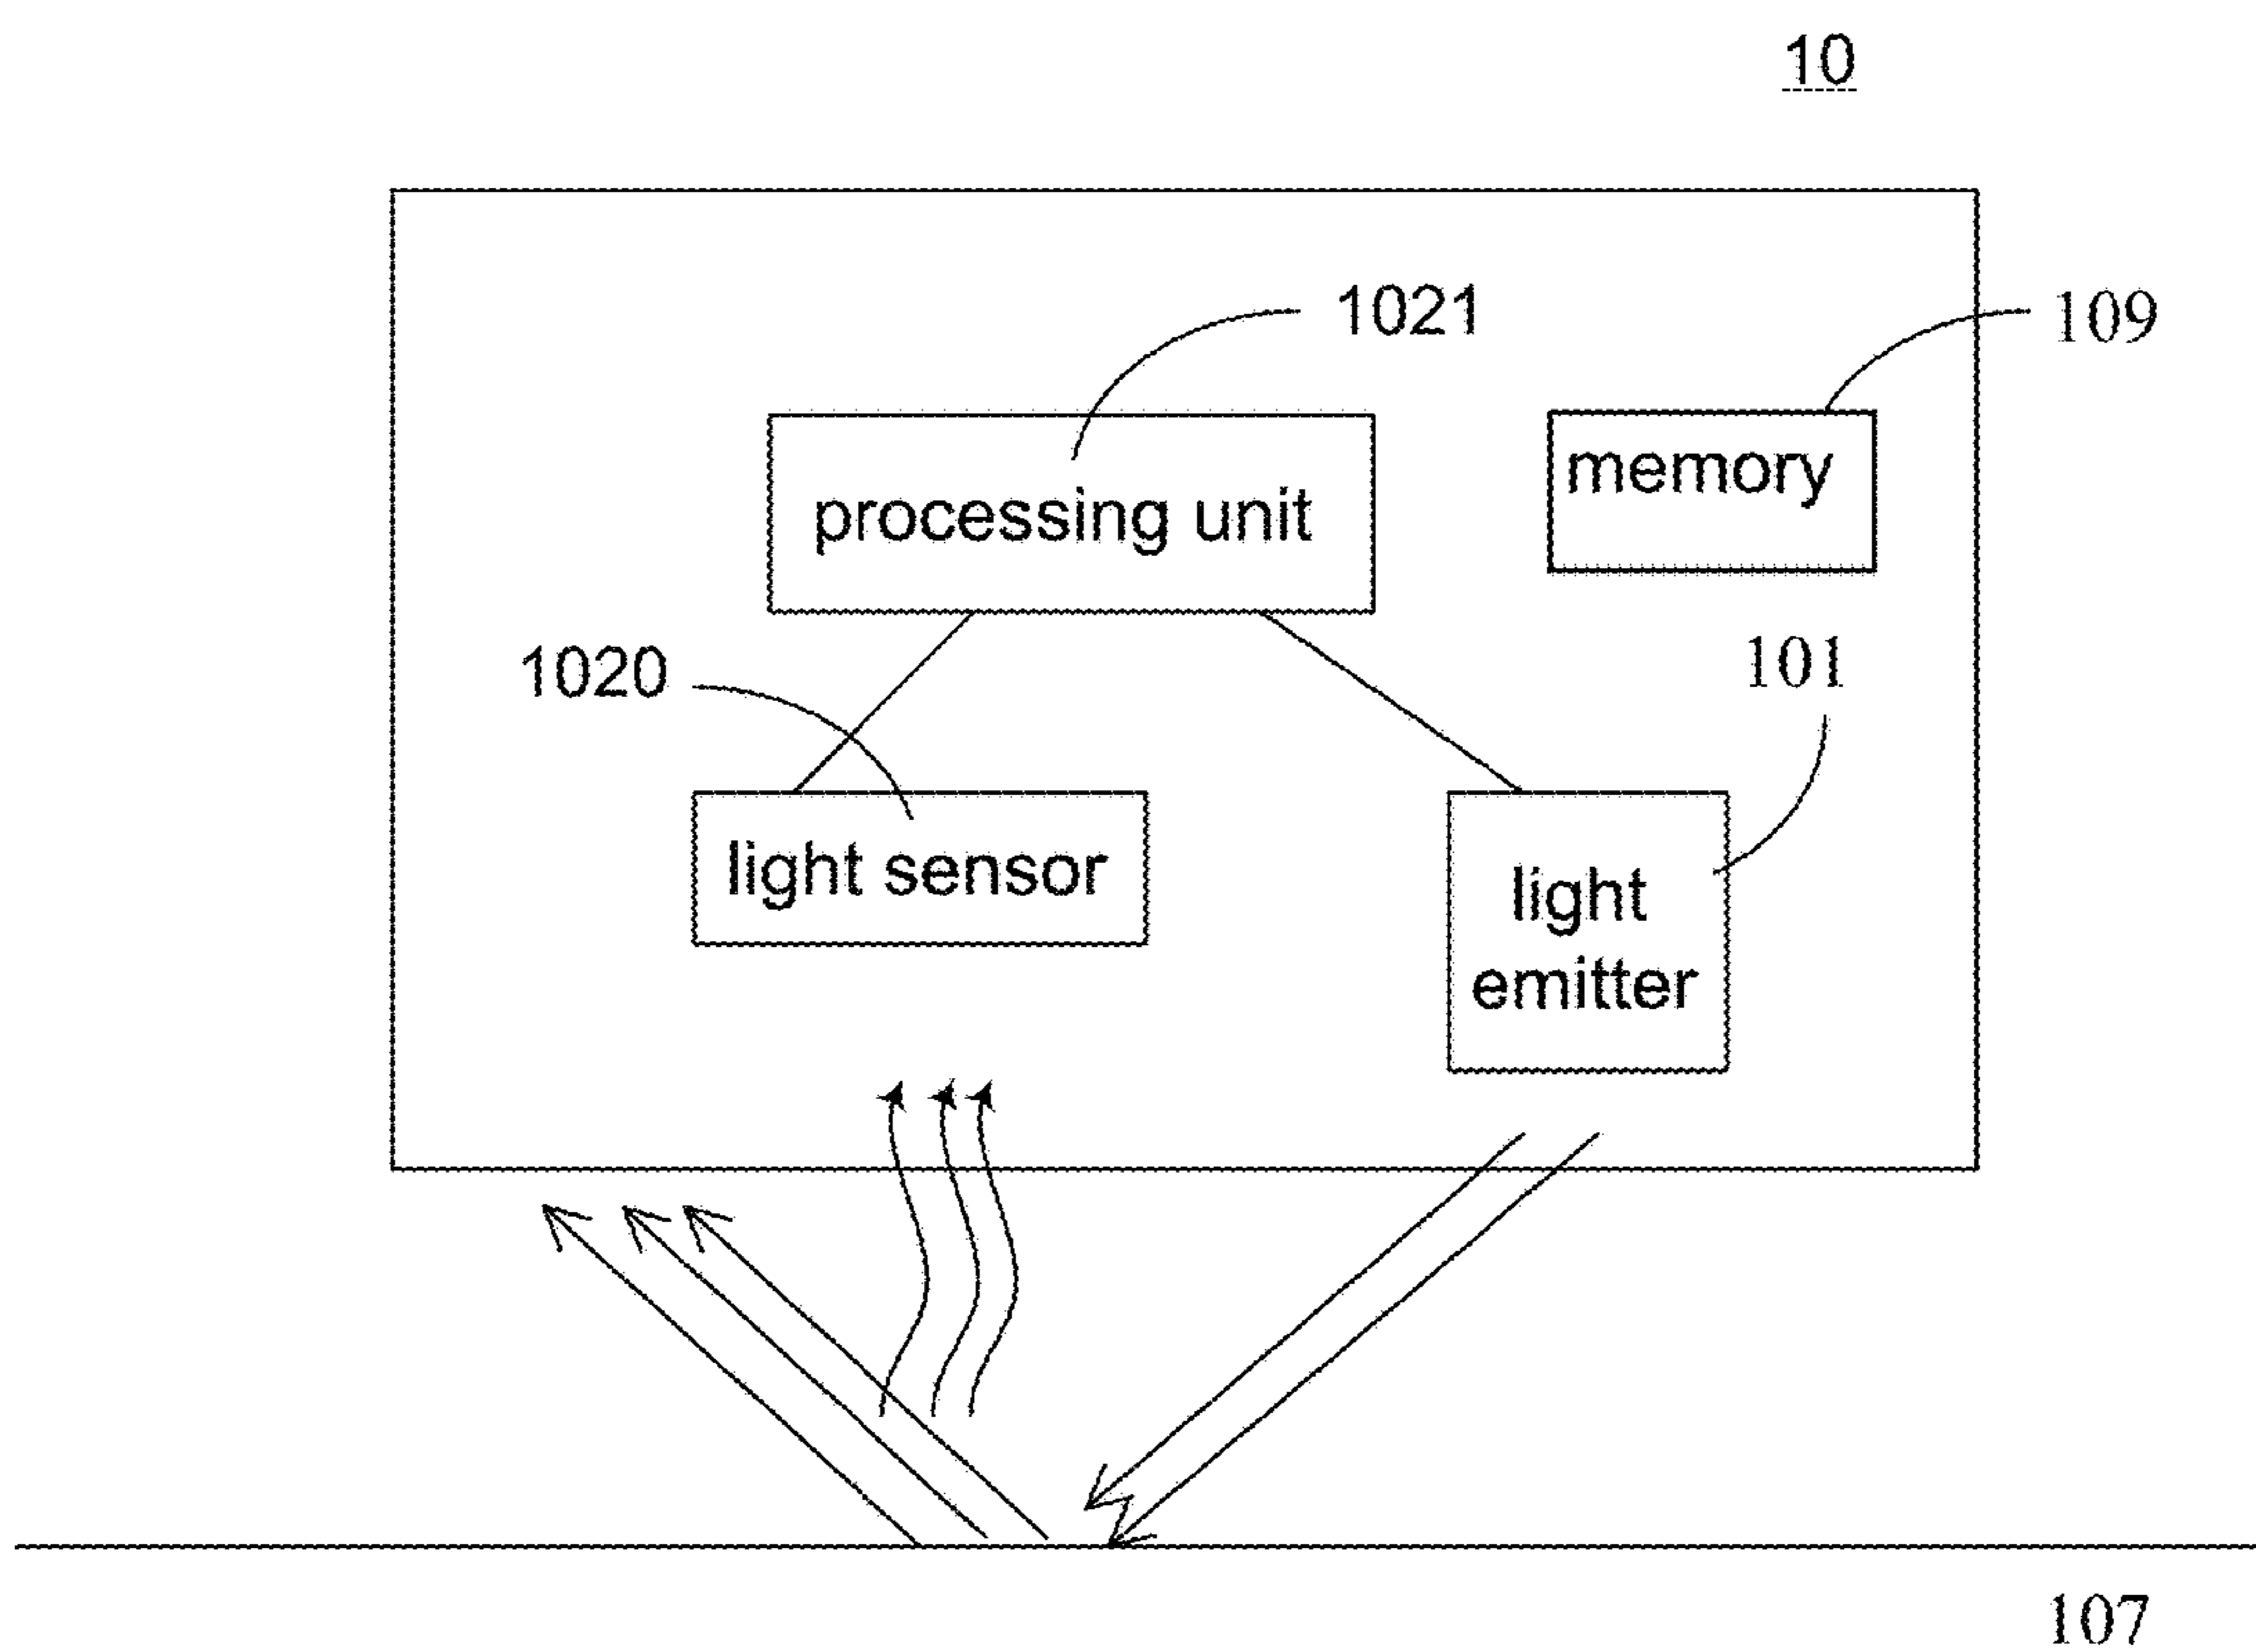 10
1021
109
processing unit
memory
1020
101
light sensor
light
emitter
107